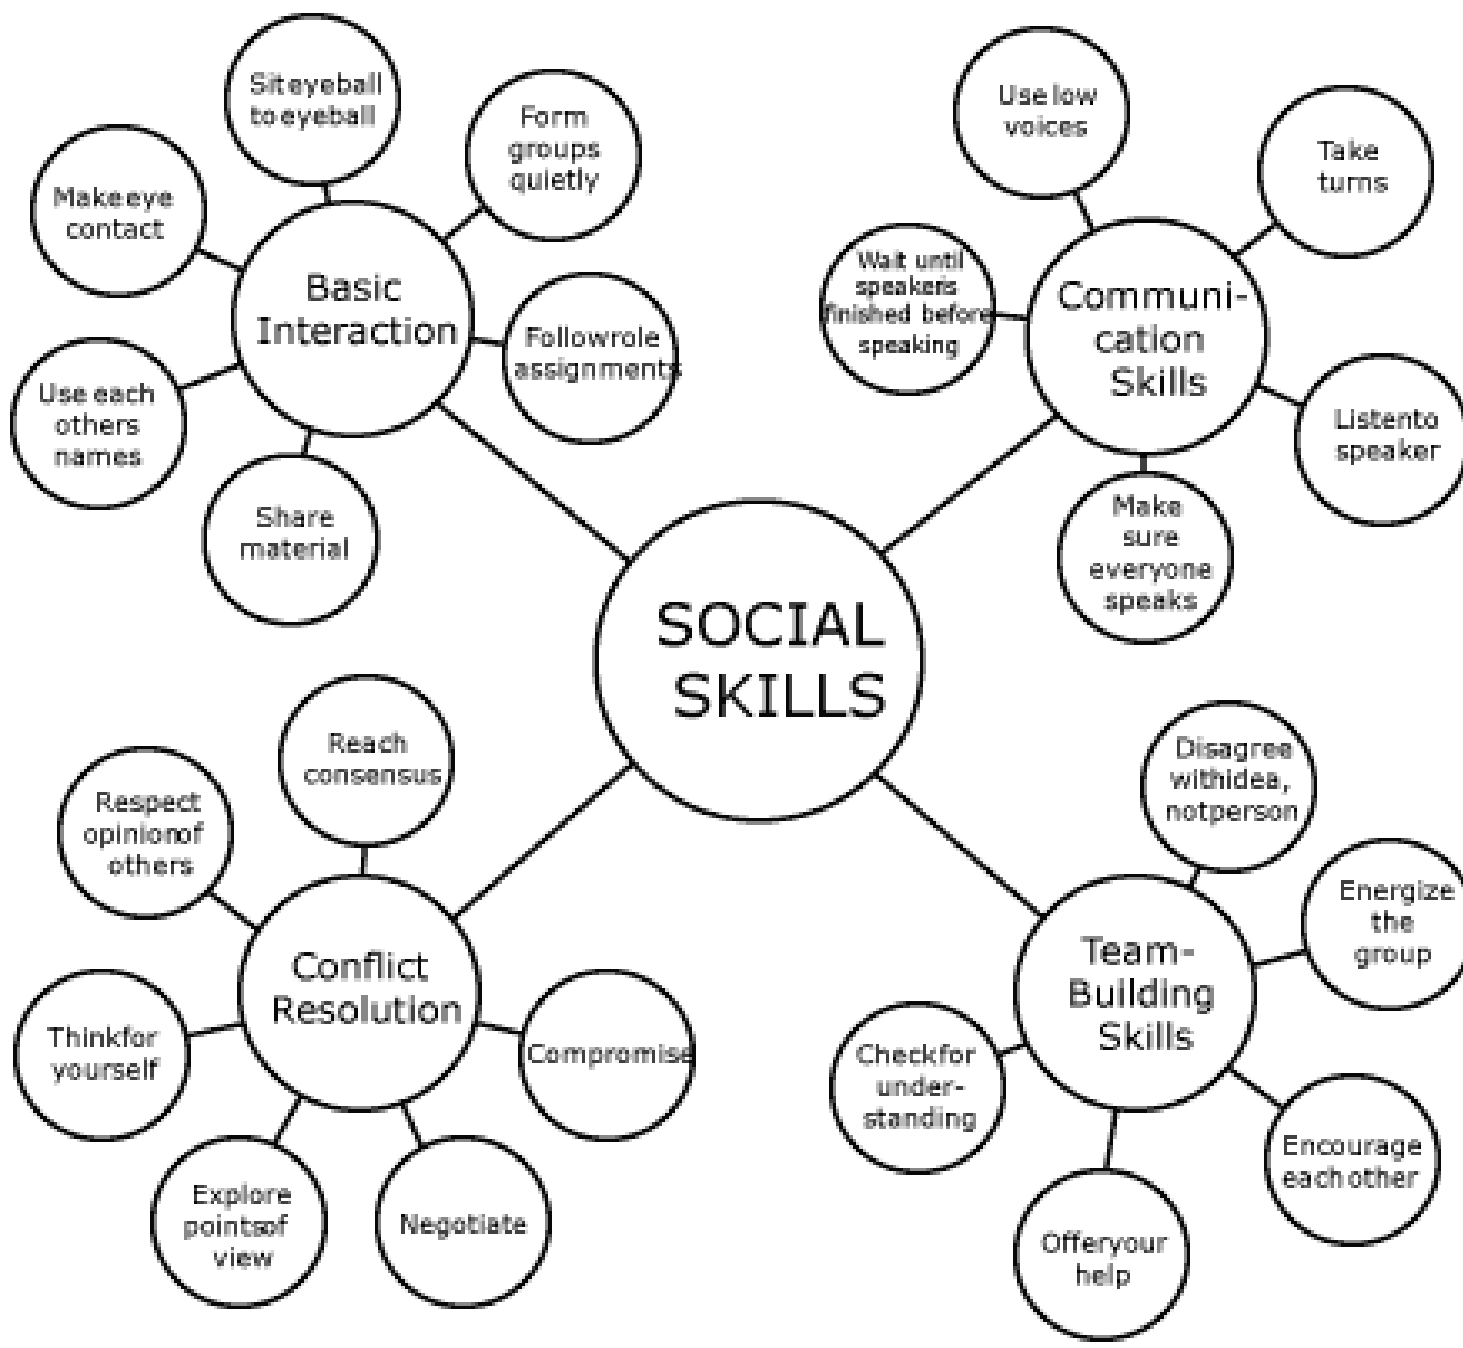 Sit eyeball
to eyeball
Form
groups
quietly
Make eye
contact
Basic
Interaction
Follow role
assignments
Use each
others
names
Share
material
Use low
voices
Take
turns
Wait until
speaker is
finished before
speaking
Communi-
cation
Skills
Listen to
speaker
Make
sure
everyone
speaks
SOCIAL
SKILLS
Reach
consensus
Respect
opinion of
others
Conflict
Resolution
Think for
yourself
Compromise
Explore
points of
view
Negotiate
Disagree
with idea,
not person
Energize
the
group
Team-
Building
Skills
Check for
under-
standing
Encourage
each other
Offer your
help